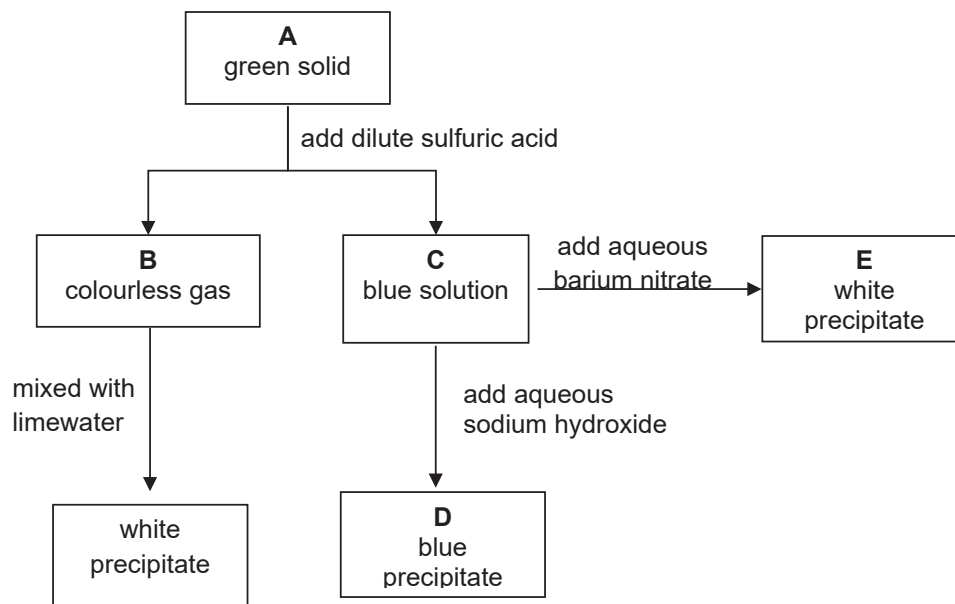 A
green solid
add dilute sulfuric acid
B
colourless gas
C
blue solution
add aqueous
barium nitrate
E
white
precipitate
mixed with
limewater
add aqueous
sodium hydroxide
white
precipitate
D
blue
precipitate